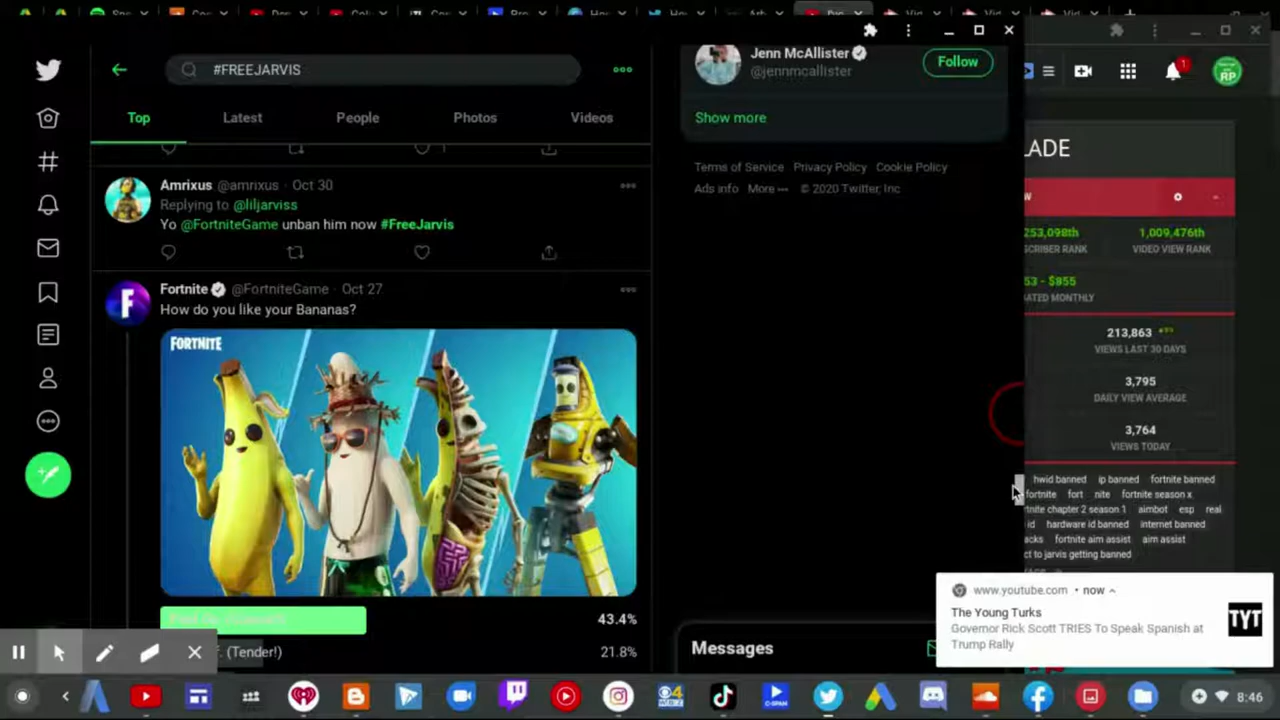 #FREEJARVIS
Top
Latest
People
Photos
Videos
Amrixus @amrixus · Oct 30
Replying to @liljarviss
Yo @FortniteGame unban him now #FreeJarvis
Fortnite @FortniteGame · Oct 27
How do you like your Bananas?
FORTNITE
43.4%
(Tender!)
21.8%
Jenn McAllister
@jennmcallister
Follow
Show more
Terms of Service Privacy Policy Cookie Policy
Ads info More © 2020 Twitter, Inc
Messages
1
RP
LADE
253,098th
1,009,476th
SCRIBER RANK
VIDEO VIEW RANK
53 - $855
ATED MONTHLY
213,863
VIEWS LAST 30 DAYS
3,795
DAILY VIEW AVERAGE
3,764
VIEWS TODAY
hwid banned ip banned fortnite banned
fortnite fort nite fortnite season x
rtnite chapter 2 season 1 aimbot esp real
id hardware id banned internet banned
acks fortnite aim assist aim assist
ct to jarvis getting banned
www.youtube.com • now
The Young Turks
Governor Rick Scott TRIES To Speak Spanish at
Trump Rally
TYT
C-SPAN
8:46